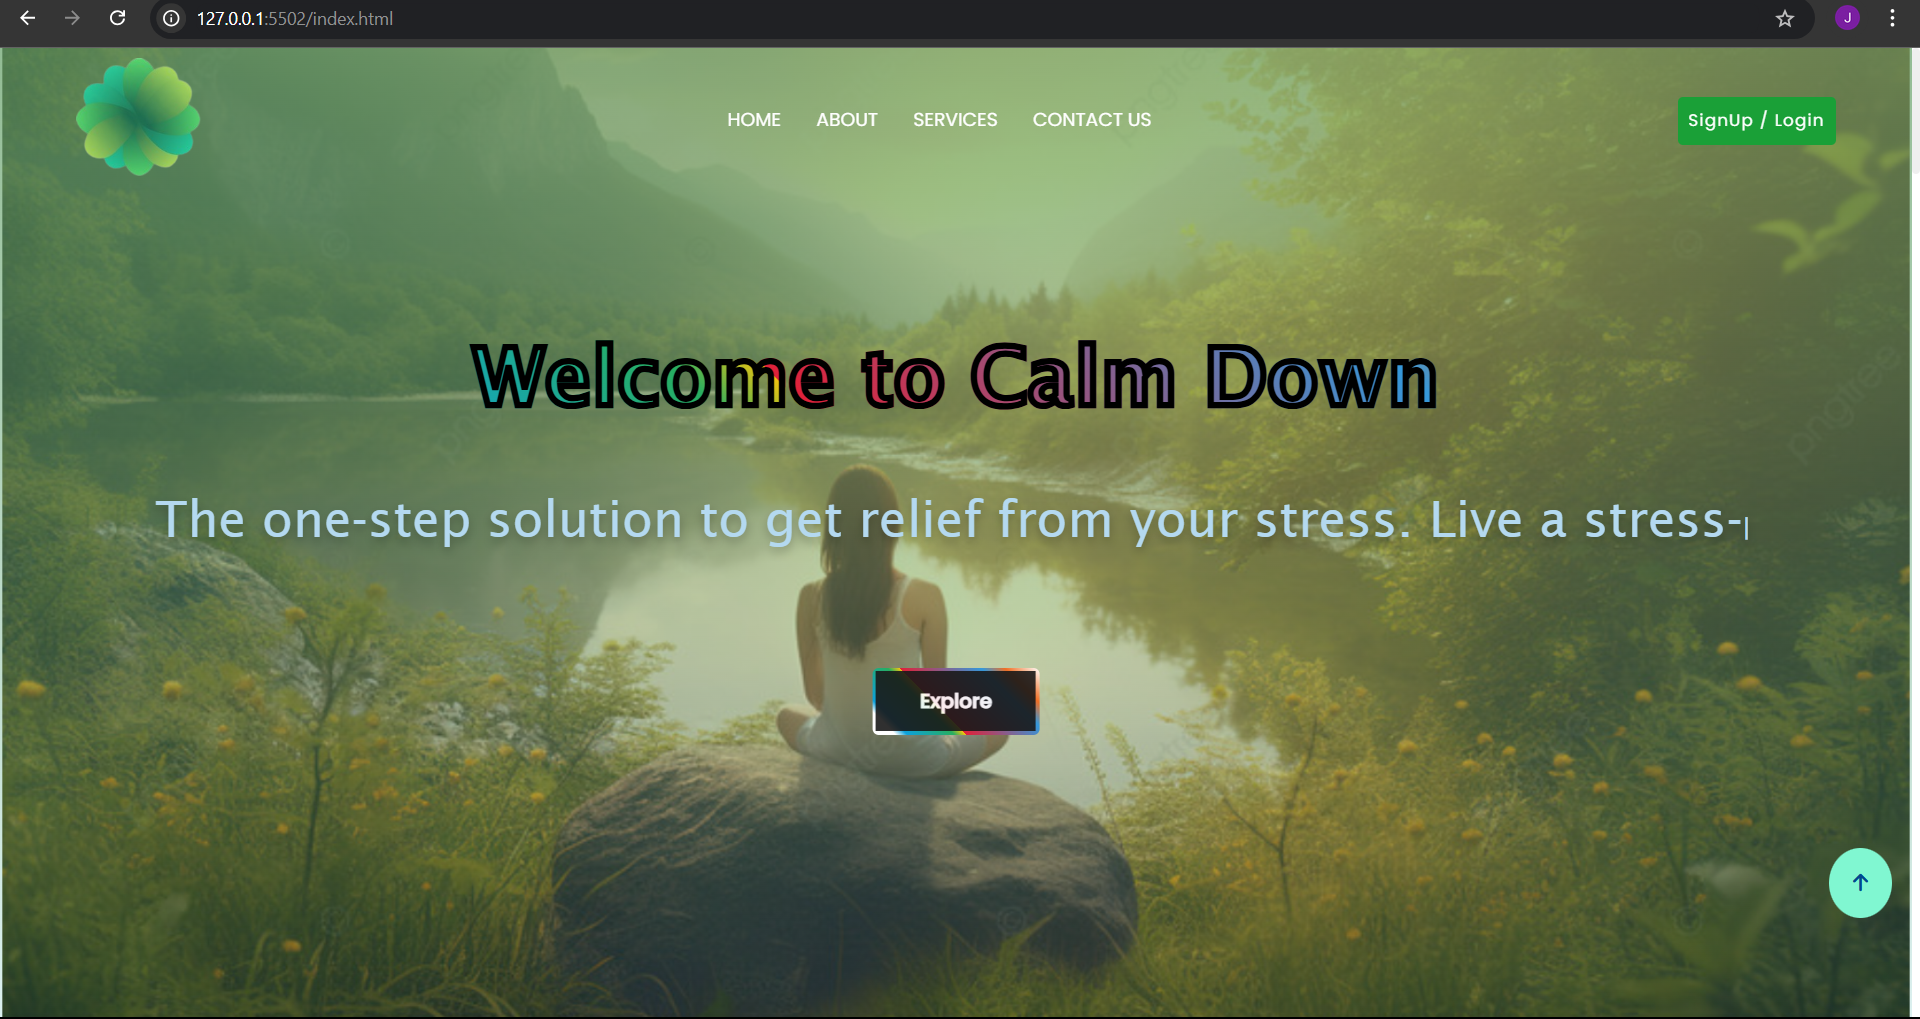 127.0.0.1:5502/index.html
J
HOME ABOUT SERVICES CONTACT US
SignUp / Login
Welcome to Calm Down
The one-step solution to get relief from your stress. Live a stress-|
Explore
pngtree